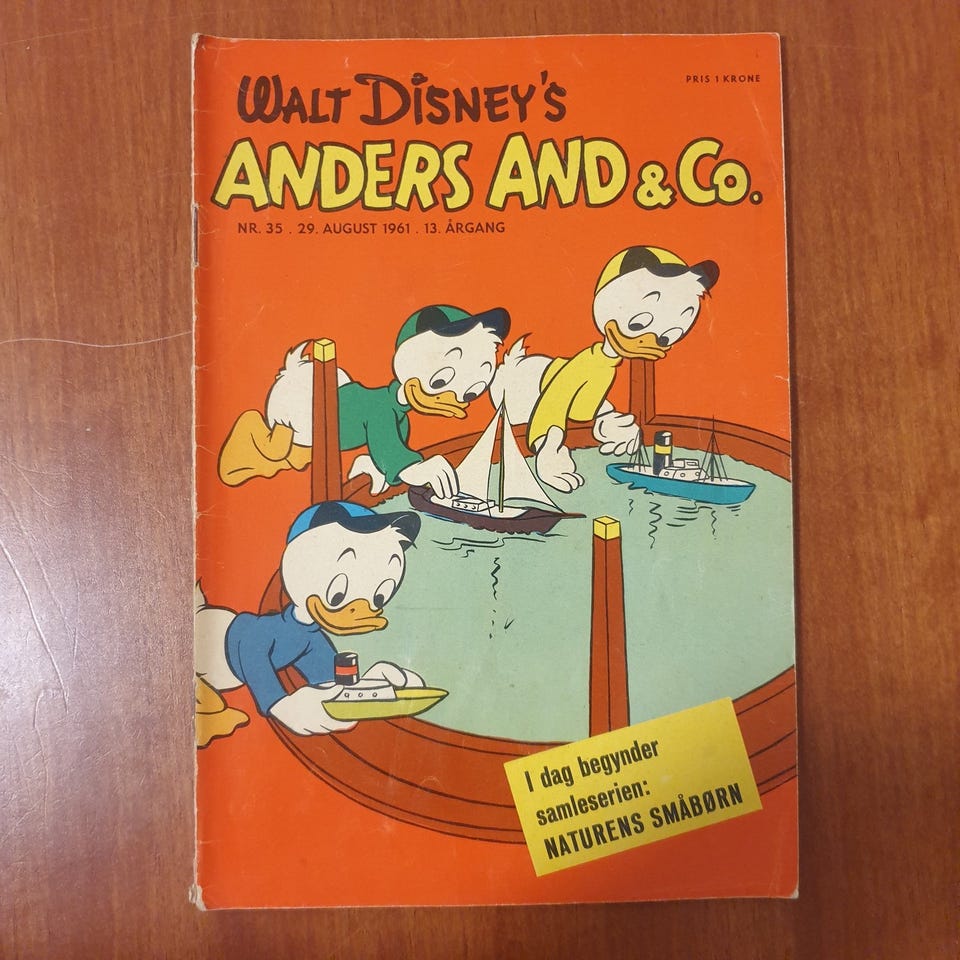 WALT DISNEY'S
PRIS 1 KRONE
ANDERS AND & Co.
NR. 35 . 29. AUGUST 1961 . 13. ÅRGANG
I dag begynder
samleserien:
NATURENS SMÅBØRN